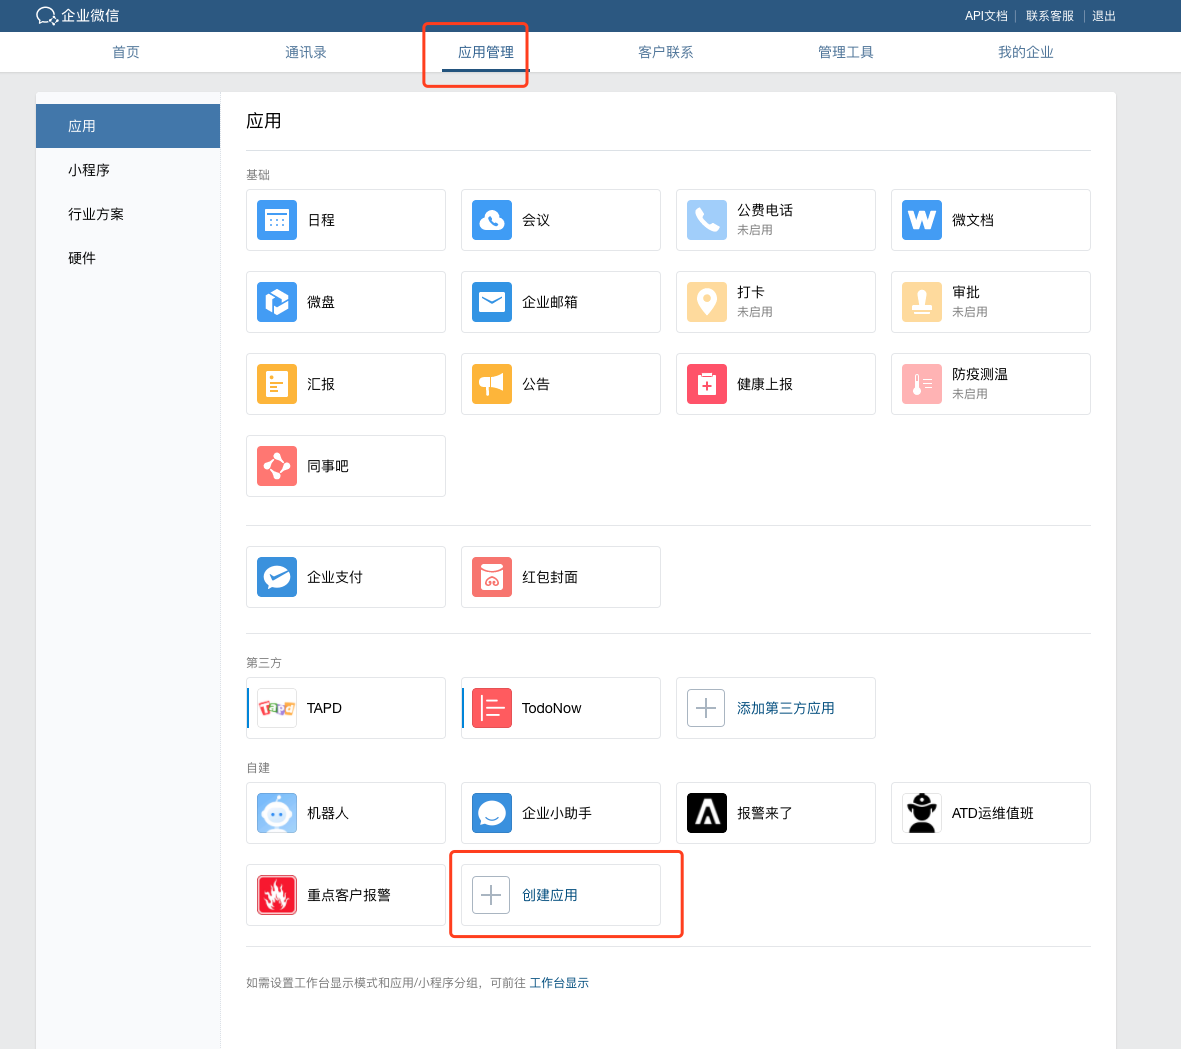 企业微信
API文档 联系客服 退出
首页 通讯录 应用管理 客户联系 管理工具 我的企业
应用
小程序
行业方案
硬件
应用
基础
日程
会议
公费电话
未启用
微文档
微盘
企业邮箱
打卡
未启用
审批
未启用
汇报
公告
健康上报
防疫测温
未启用
同事吧
企业支付
红包封面
第三方
Tapd
TAPD
TodoNow
添加第三方应用
自建
机器人
企业小助手
报警来了
ATD运维值班
重点客户报警
创建应用
如需设置工作台显示模式和应用/小程序分组，可前往 工作台显示